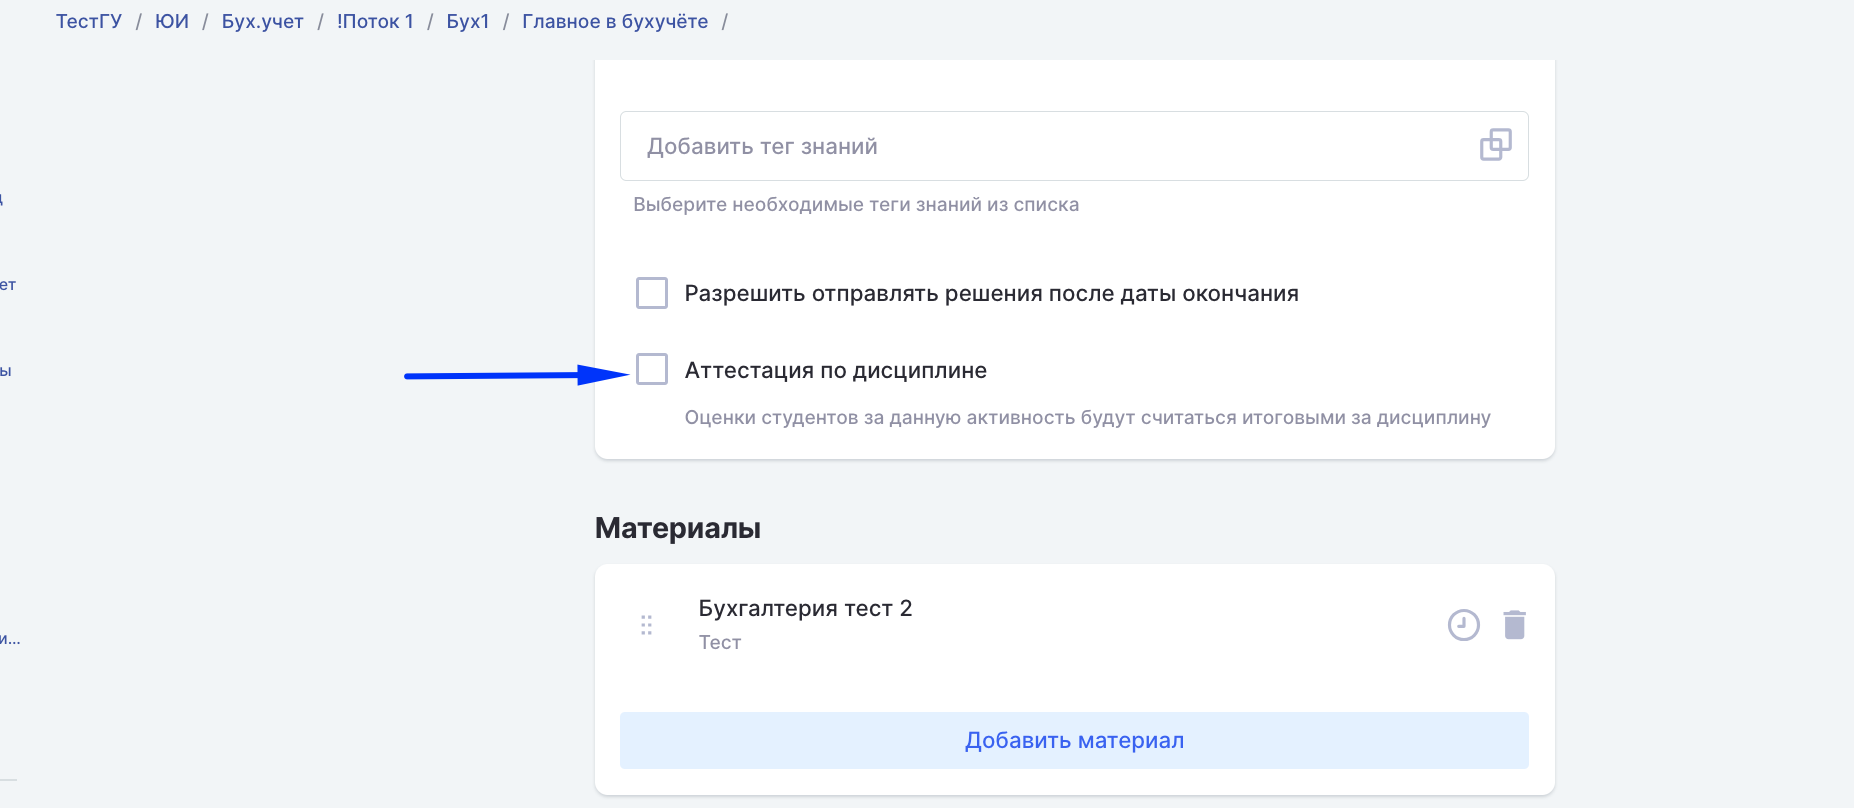 ТестГУ / ЮИ / Бух.учет / !Поток 1 / Бух1 / Главное в бухучёте /
Добавить тег знаний
Выберите необходимые теги знаний из списка
ет
Разрешить отправлять решения после даты окончания
ы
Аттестация по дисциплине
Оценки студентов за данную активность будут считаться итоговыми за дисциплину
Материалы
Бухгалтерия тест 2
и...
Тест
Добавить материал